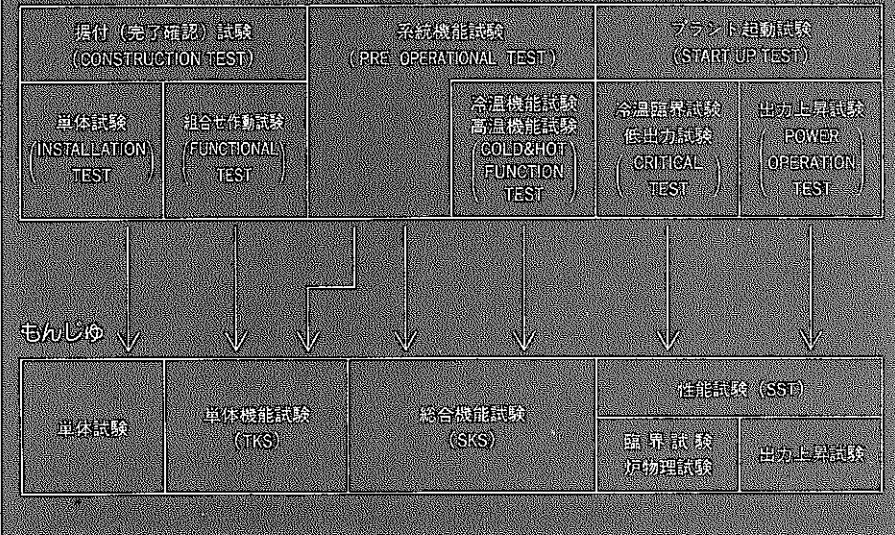 据付(完了確認)試験
(CONSTRUCTION TEST)
系統機能試験
(PRE OPERATIONAL TEST)
プラント起動試験
(START UP TEST)
単体試験
(INSTALLATION
TEST)
組合せ作動試験
(FUNCTIONAL
TEST)
冷温機能試験
高温機能試験
(COLD&HOT
FUNCTION
TEST)
冷温臨界試験
低出力試験
(CRITICAL
TEST)
出力上昇試験
(POWER
OPERATION
TEST)
もんじゅ
単体試験
単体機能試験
(TKS)
総合機能試験
(SKS)
性能試験(SST)
臨界試験
炉物理試験
出力上昇試験